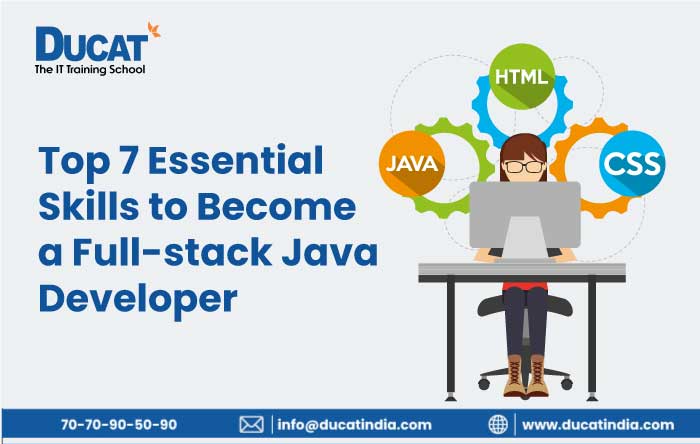 DUCAT
The IT Training School
Top 7 Essential
Skills to Become
a Full-stack Java
Developer
HTML
JAVA
CSS
70-70-90-50-90
info@ducatindia.com
www.ducatindia.com